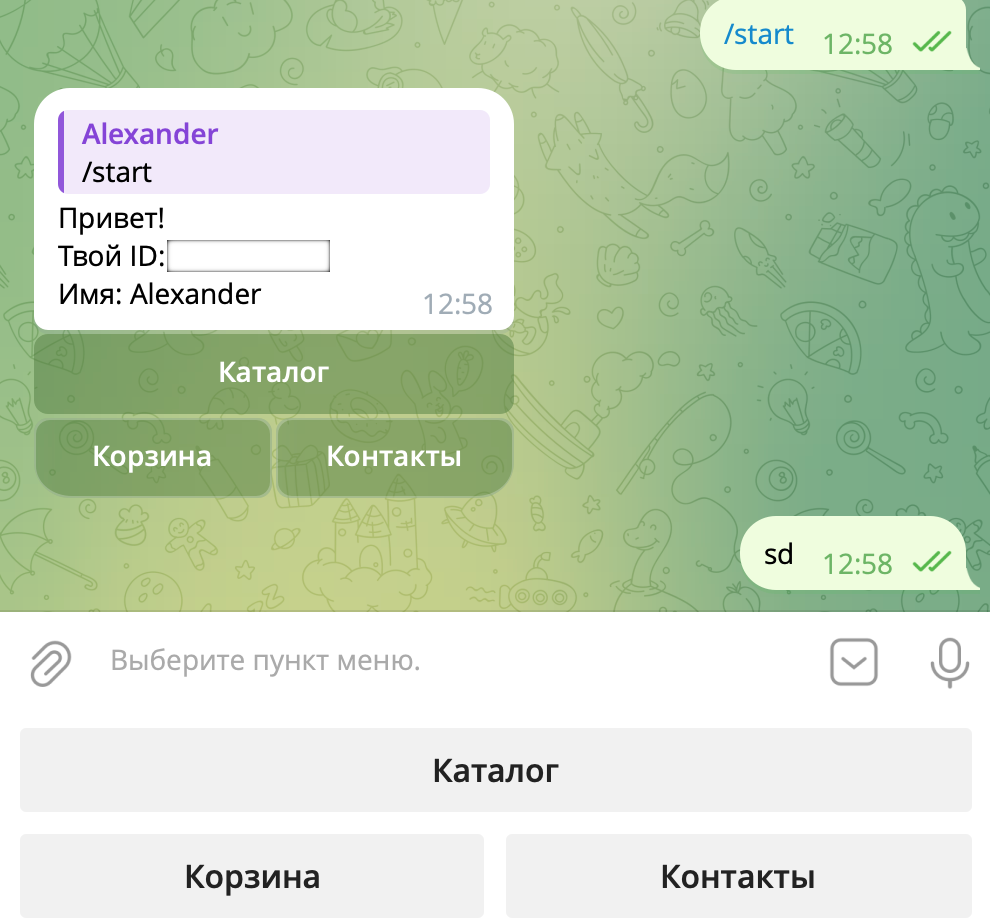 /start 12:58
Alexander
/start
Привет!
Твой ID:
Имя: Alexander
12:58
Каталог
Корзина Контакты
sd 12:58
Выберите пункт меню.
Каталог
Корзина Контакты